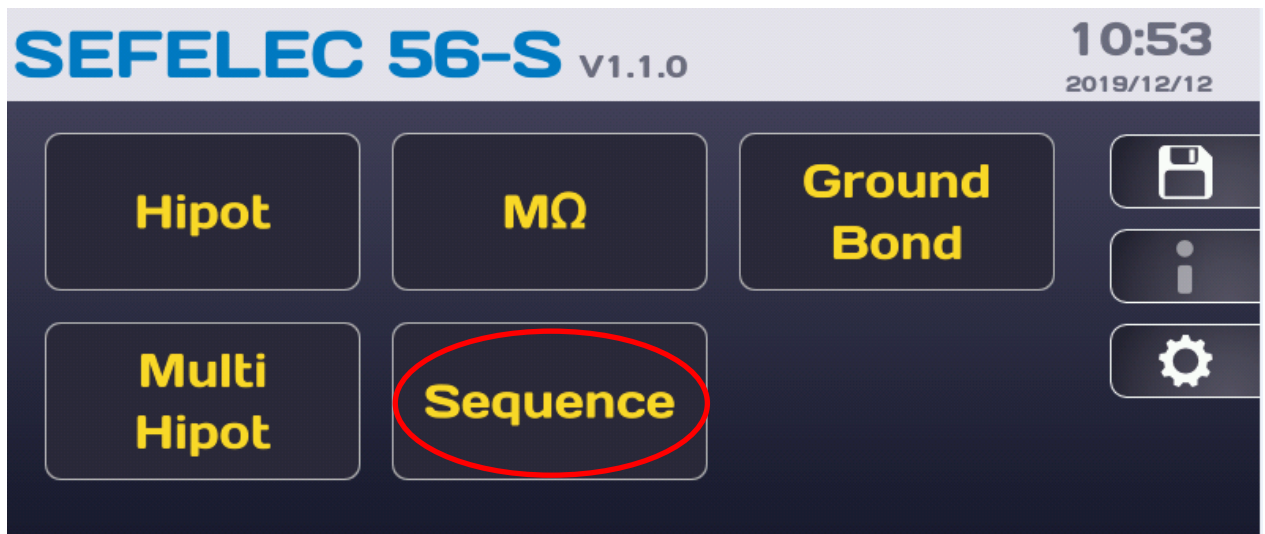 SEFELEC 56-S V1.1.0
10:53
2019/12/12
Hipot
MΩ
Ground
Bond
Multi
Hipot
Sequence